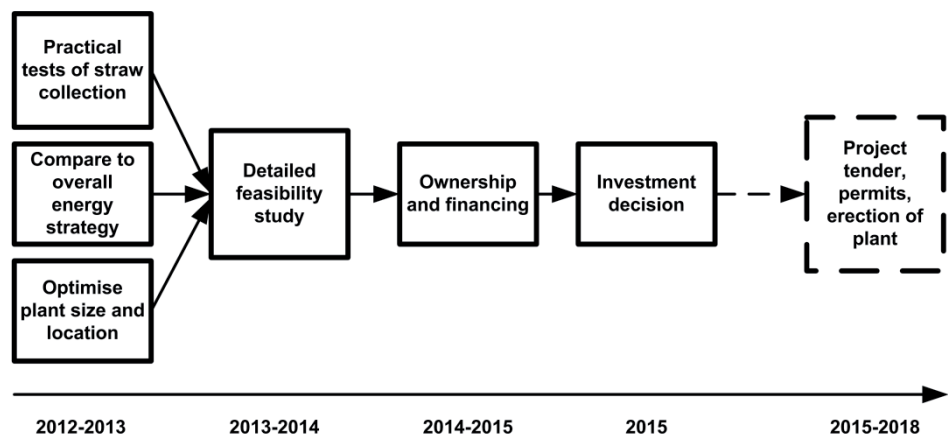 Practical
tests of straw
collection
Compare to
overall
energy
strategy
Optimise
plant size and
location
Detailed
feasibility
study
Ownership
and financing
Investment
decision
Project
tender,
permits,
erection of
plant
2012-2013
2013-2014
2014-2015
2015
2015-2018